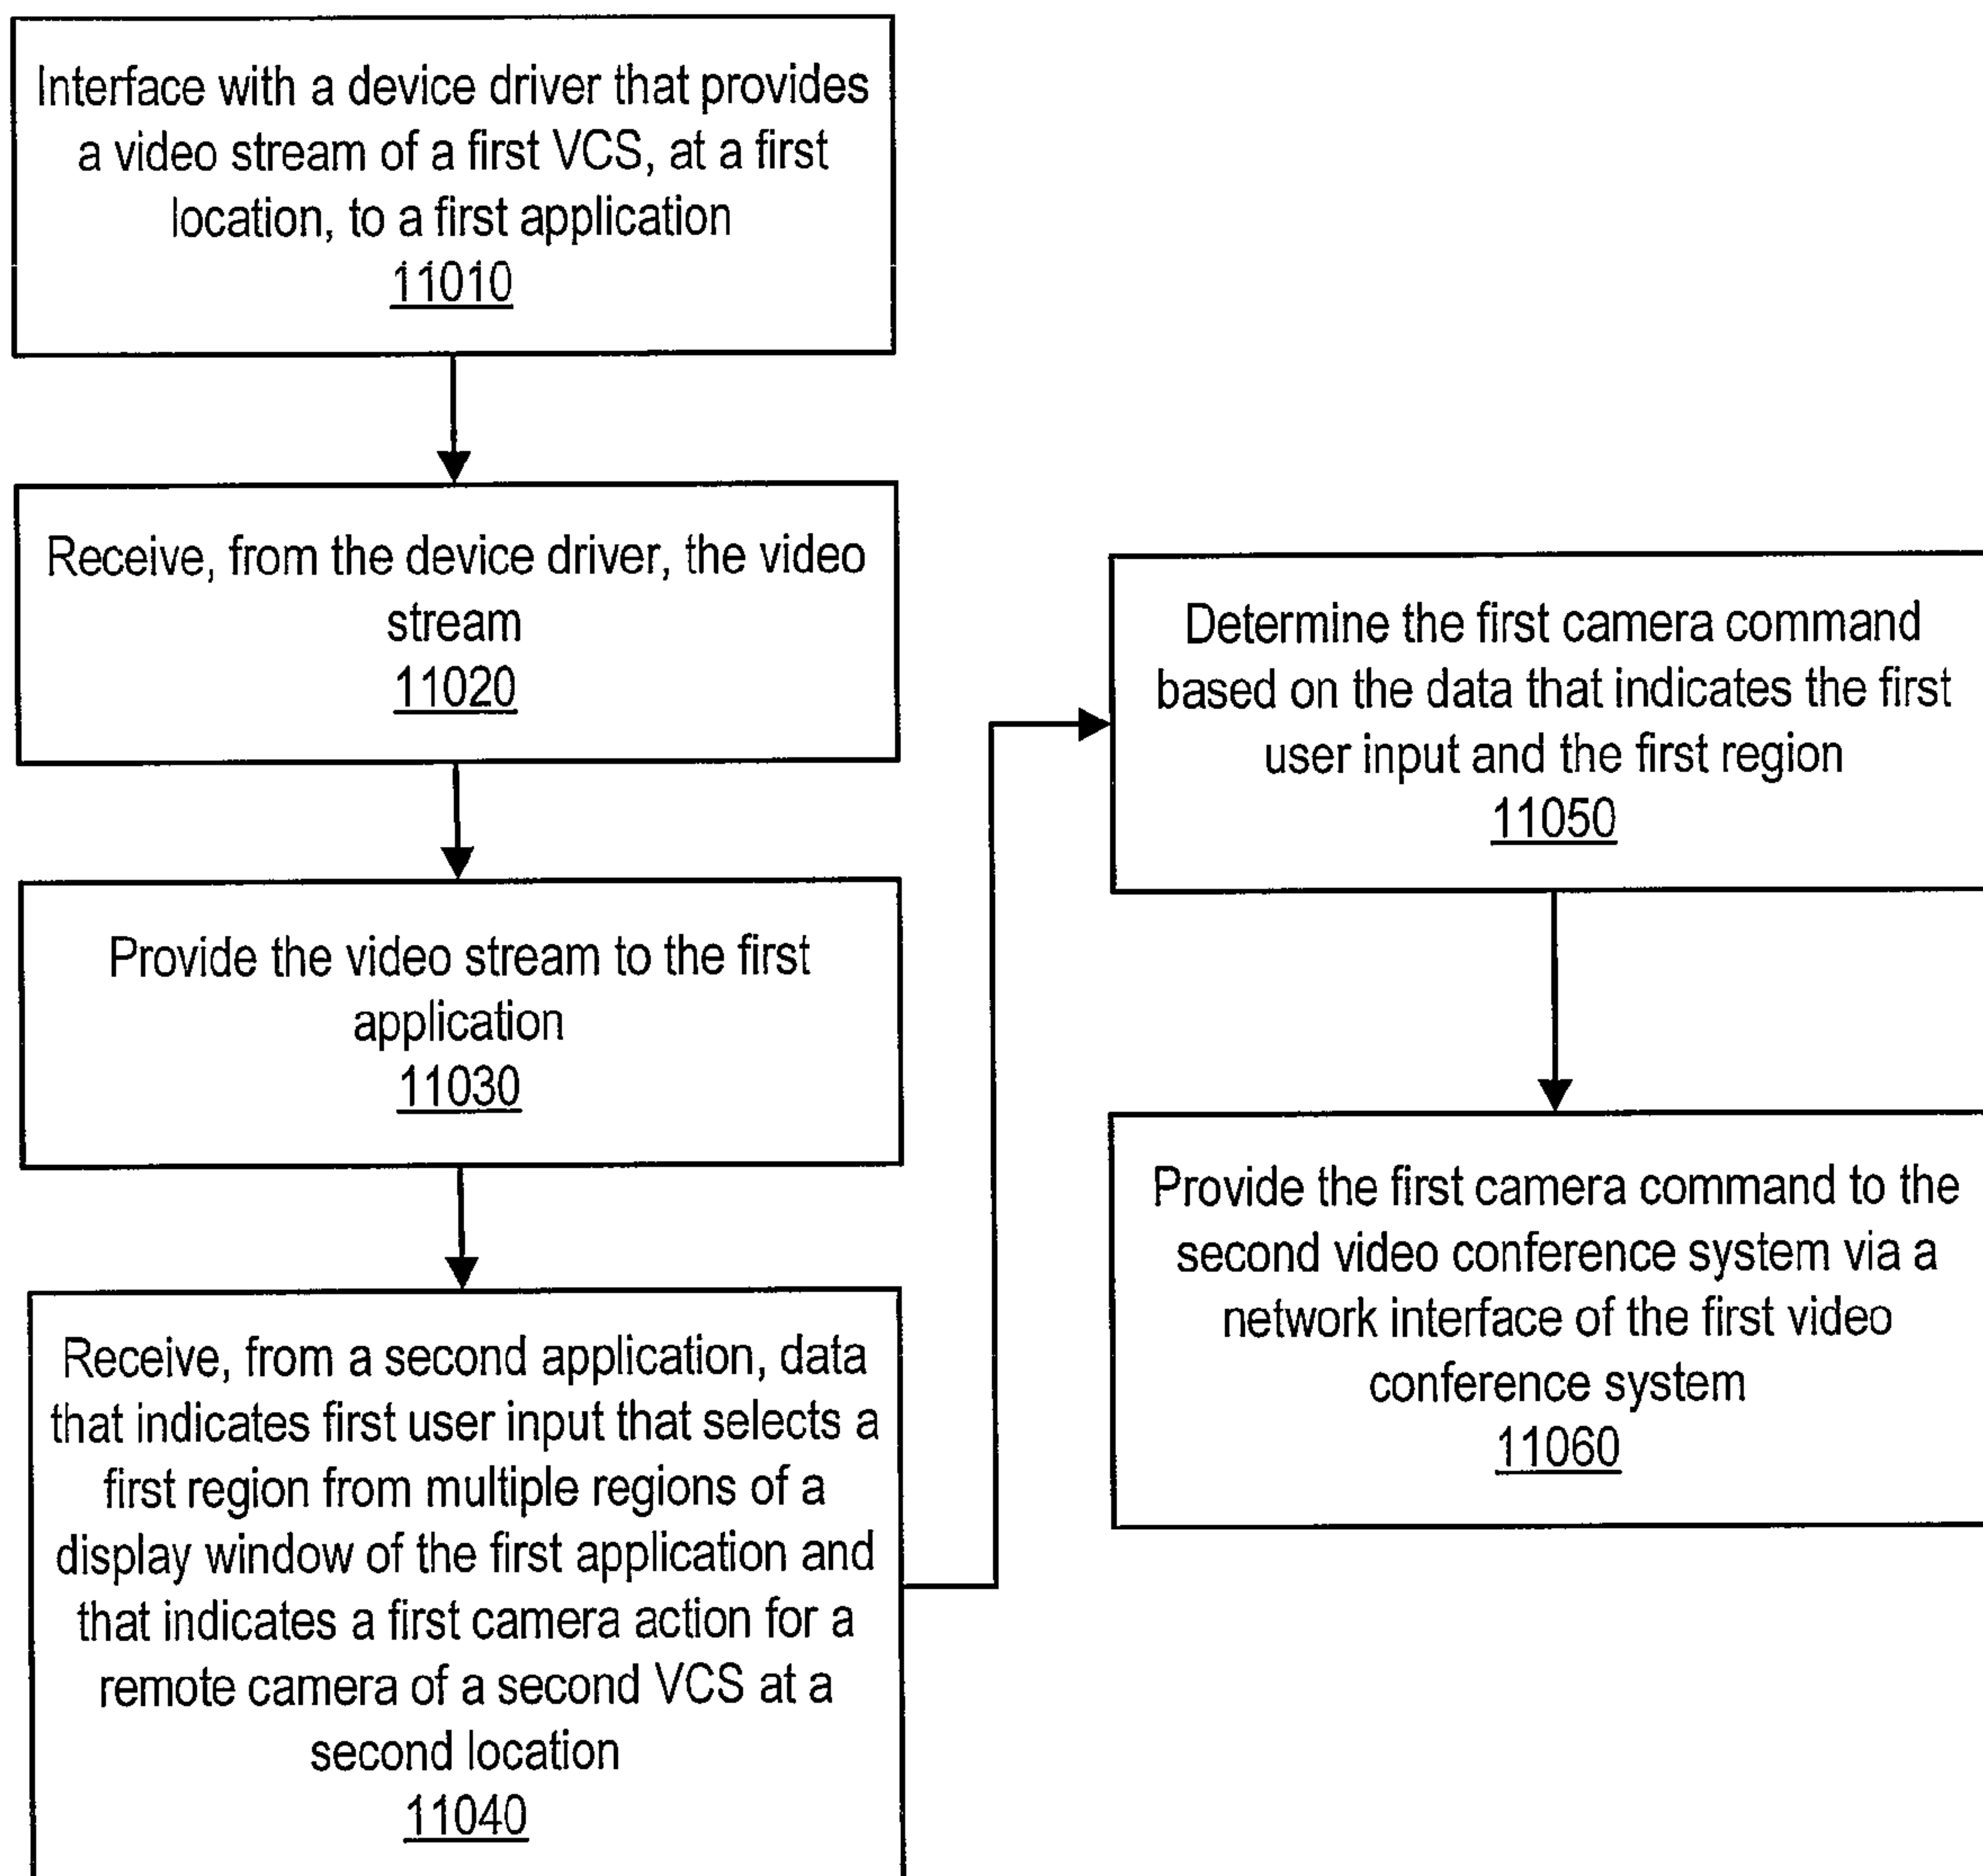 Interface with a device driver that provides
a video stream of a first VCS, at a first
location, to a first application
11010
Receive, from the device driver, the video
stream
11020
Provide the video stream to the first
application
11030
Receive, from a second application, data
that indicates first user input that selects a
first region from multiple regions of a
display window of the first application and
that indicates a first camera action for a
remote camera of a second VCS at a
second location
11040
Determine the first camera command
based on the data that indicates the first
user input and the first region
11050
Provide the first camera command to the
second video conference system via a
network interface of the first video
conference system
11060